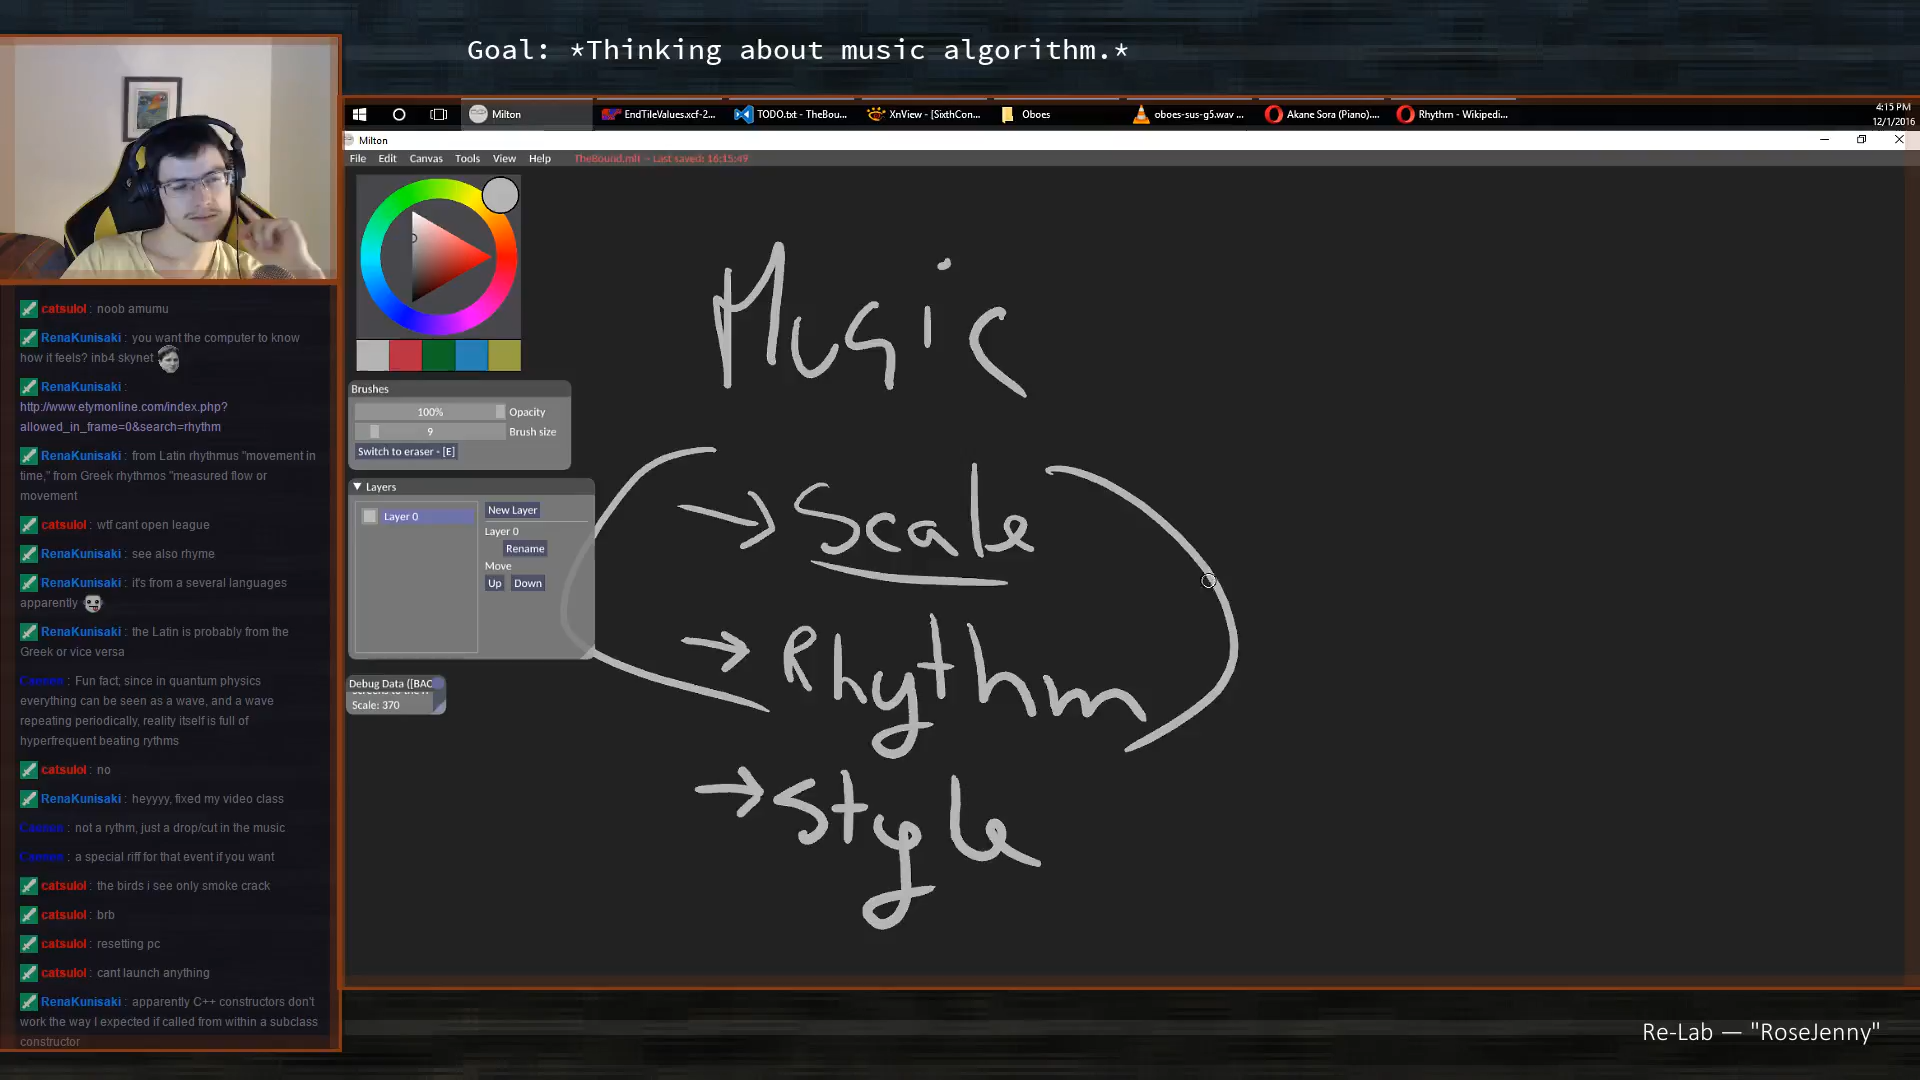 Goal: *Thinking about music algorithm.*
Milton
EndTileValues.xcf-2...
TODO.txt - TheBou...
XnView - [SixthCon...
Oboes
oboes-sus-g5.wav ...
Akane Sora (Piano)....
Rhythm - Wikipedi...
4:15 PM
12/1/2016
Milton
File Edit Canvas Tools View Help TheBound.mlt -- Last saved: 16:15:49
Brushes
100% Opacity
9 Brush size
Switch to eraser - [E]
Layers
Layer 0
New Layer
Layer 0
Rename
Move
Up Down
Debug Data ([BAC
Scale: 370
Music
→ Scale
→ Rhythm
→ Style
catsulol : noob amumu
RenaKunisaki : you want the computer to know
how it feels? inb4 skynet
RenaKunisaki :
http://www.etymonline.com/index.php?
allowed_in_frame=0&search=rhythm
RenaKunisaki : from Latin rhythmus "movement in
time," from Greek rhythmos "measured flow or
movement
catsulol : wtf cant open league
RenaKunisaki : see also rhyme
RenaKunisaki : it's from a several languages
apparently
RenaKunisaki : the Latin is probably from the
Greek or vice versa
: Fun fact; since in quantum physics
everything can be seen as a wave, and a wave
repeating periodically, reality itself is full of
hyperfrequent beating rythms
catsulol : no
RenaKunisaki : heyyyy, fixed my video class
: not a rythm, just a drop/cut in the music
: a special riff for that event if you want
catsulol : the birds i see only smoke crack
catsulol : brb
catsulol : resetting pc
catsulol : cant launch anything
RenaKunisaki : apparently C++ constructors don't
work the way I expected if called from within a subclass
constructor
Re-Lab — "RoseJenny"